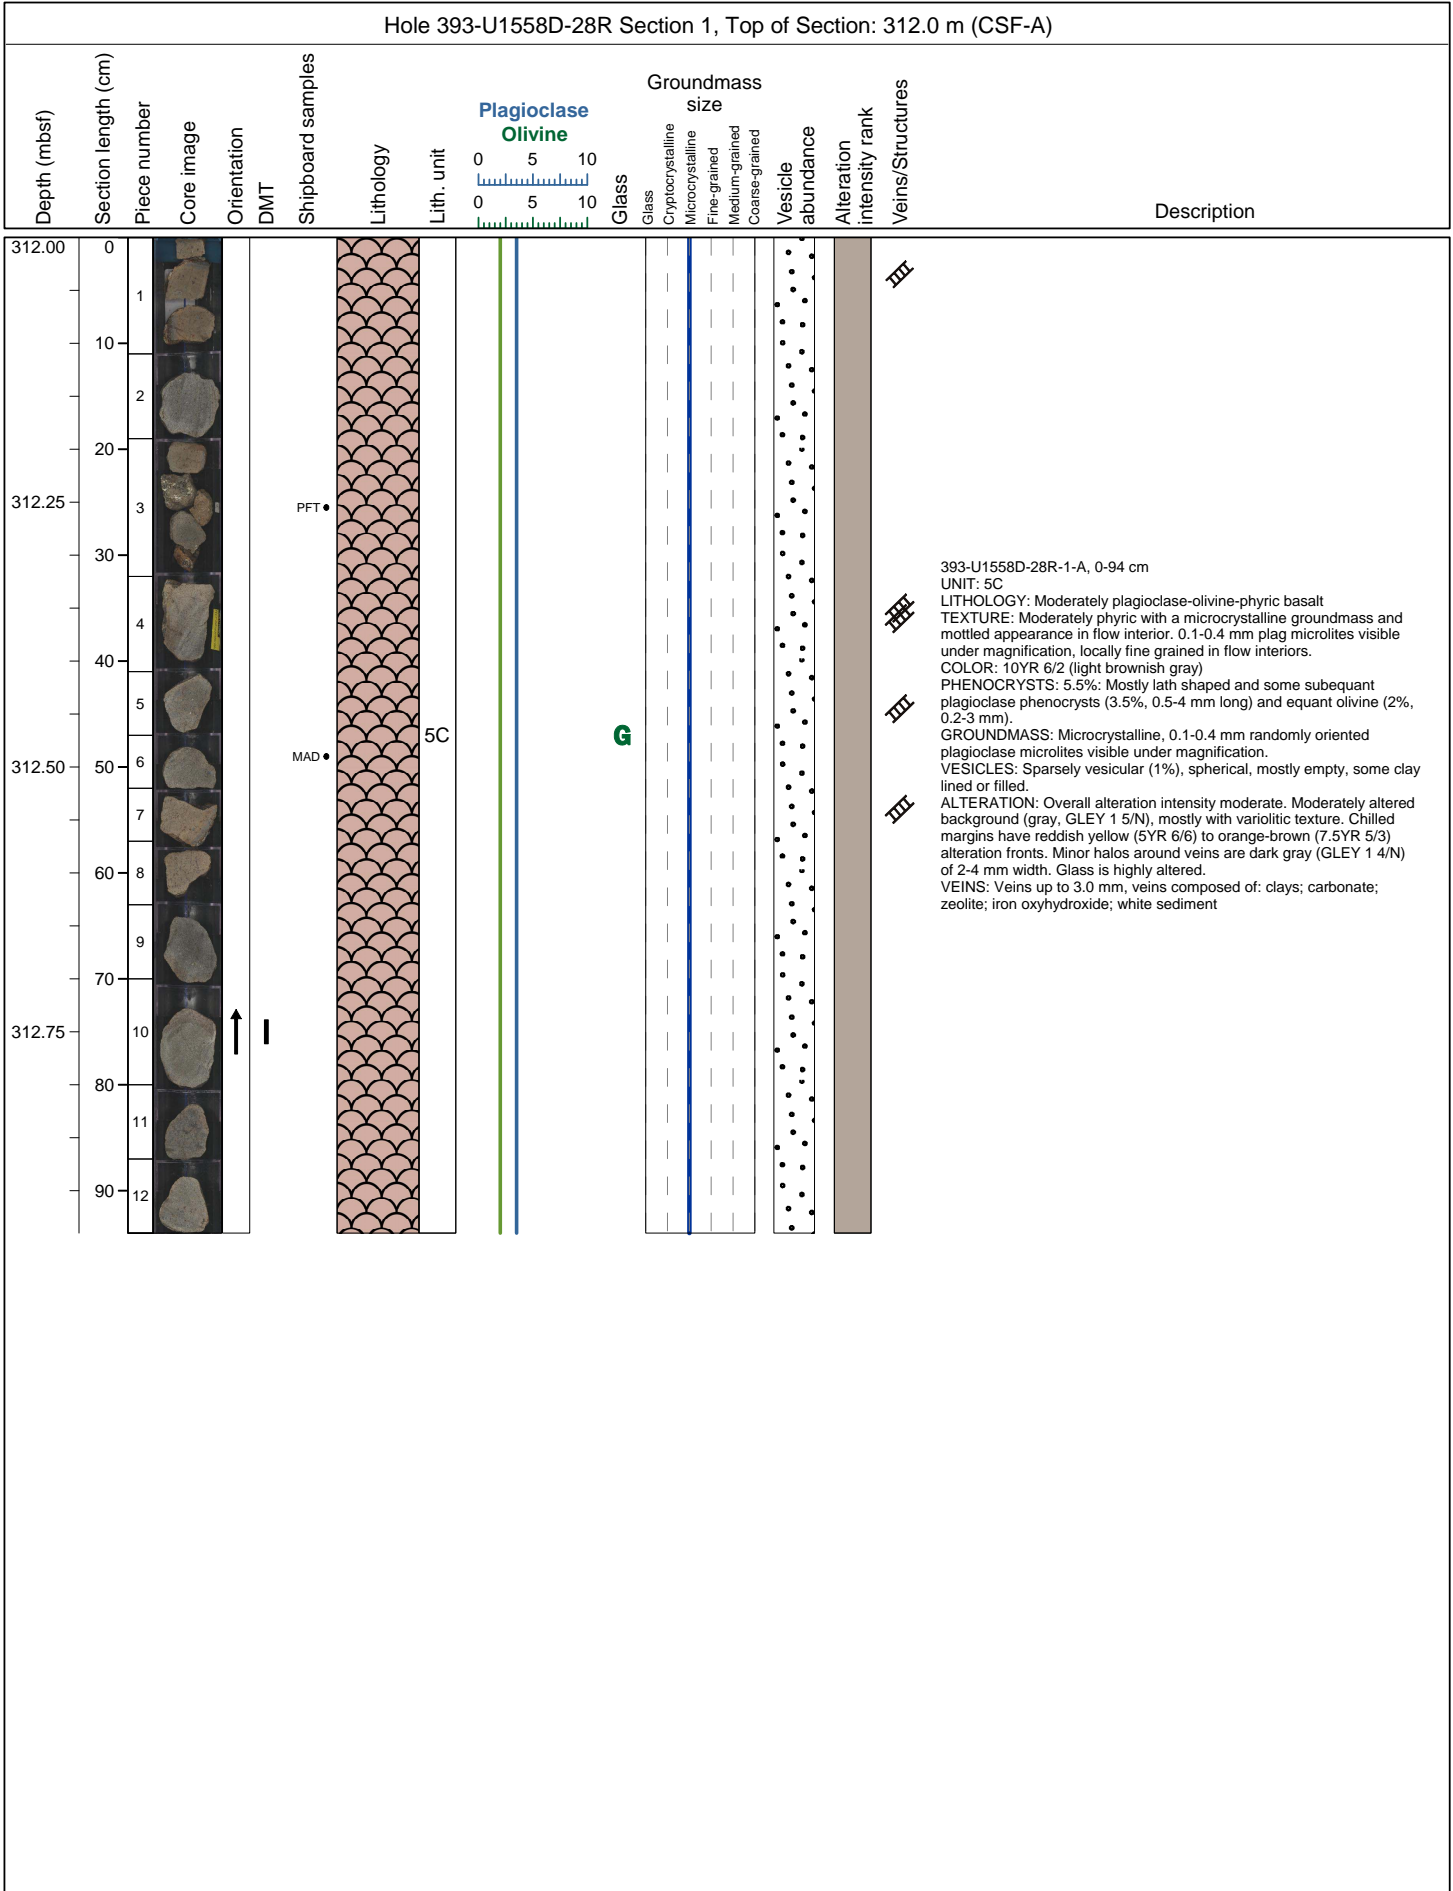 Hole 393-U1558D-28R Section 1, Top of Section: 312.0 m (CSF-A)
Depth (mbsf)
Section length (cm)
Piece number
Core image
Orientation
DMT
Shipboard samples
Lithology
Lith. unit
Plagioclase
Olivine
0 5 10
0 5 10
Glass
Groundmass
size
Glass
Cryptocrystalline
Microcrystalline
Fine-grained
Medium-grained
Coarse-grained
Vesicle
abundance
Alteration
intensity rank
Veins/Structures
Description
312.00 0
1
10
2
20
312.25
3
PFT
30
4
40
5
5C
G
312.50 50
6
MAD
7
60
8
9
70
312.75
10
80
11
90
12
393-U1558D-28R-1-A, 0-94 cm
UNIT: 5C
LITHOLOGY: Moderately plagioclase-olivine-phyric basalt
TEXTURE: Moderately phyric with a microcrystalline groundmass and
mottled appearance in flow interior. 0.1-0.4 mm plag microlites visible
under magnification, locally fine grained in flow interiors.
COLOR: 10YR 6/2 (light brownish gray)
PHENOCRYSTS: 5.5%: Mostly lath shaped and some subequant
plagioclase phenocrysts (3.5%, 0.5-4 mm long) and equant olivine (2%,
0.2-3 mm).
GROUNDMASS: Microcrystalline, 0.1-0.4 mm randomly oriented
plagioclase microlites visible under magnification.
VESICLES: Sparsely vesicular (1%), spherical, mostly empty, some clay
lined or filled.
ALTERATION: Overall alteration intensity moderate. Moderately altered
background (gray, GLEY 1 5/N), mostly with variolitic texture. Chilled
margins have reddish yellow (5YR 6/6) to orange-brown (7.5YR 5/3)
alteration fronts. Minor halos around veins are dark gray (GLEY 1 4/N)
of 2-4 mm width. Glass is highly altered.
VEINS: Veins up to 3.0 mm, veins composed of: clays; carbonate;
zeolite; iron oxyhydroxide; white sediment